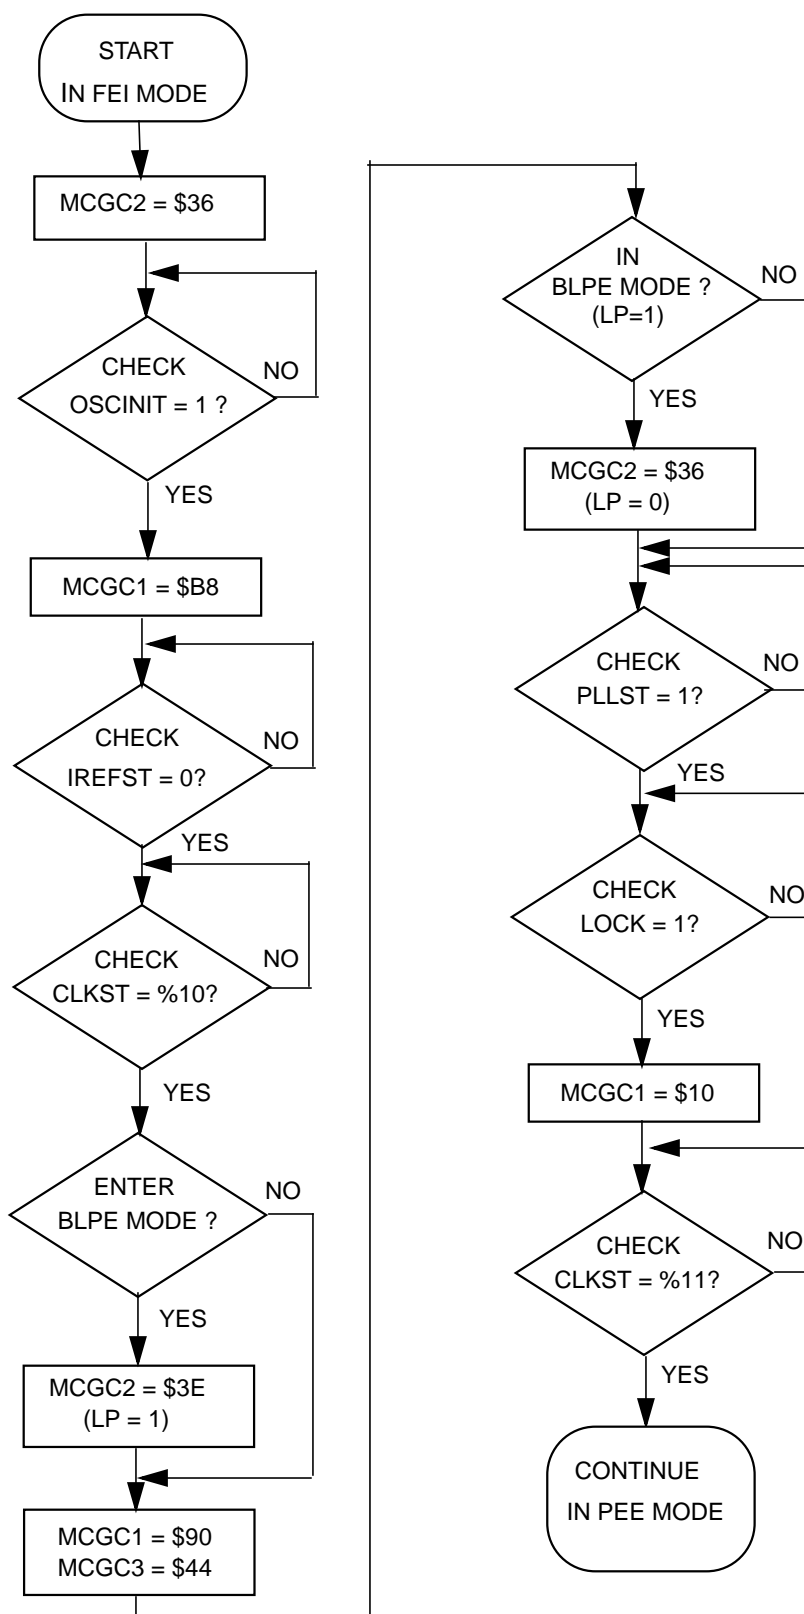 START
IN FEI MODE
MCGC2 = $36
CHECK
OSCINIT = 1 ?
NO
YES
MCGC1 = $B8
CHECK
IREFST = 0?
NO
YES
CHECK
CLKST = %10?
NO
YES
ENTER
BLPE MODE ?
NO
YES
MCGC2 = $3E
(LP = 1)
MCGC1 = $90
MCGC3 = $44
IN
BLPE MODE ?
(LP=1)
NO
YES
MCGC2 = $36
(LP = 0)
CHECK
PLLST = 1?
NO
YES
CHECK
LOCK = 1?
NO
YES
MCGC1 = $10
CHECK
CLKST = %11?
NO
YES
CONTINUE
IN PEE MODE